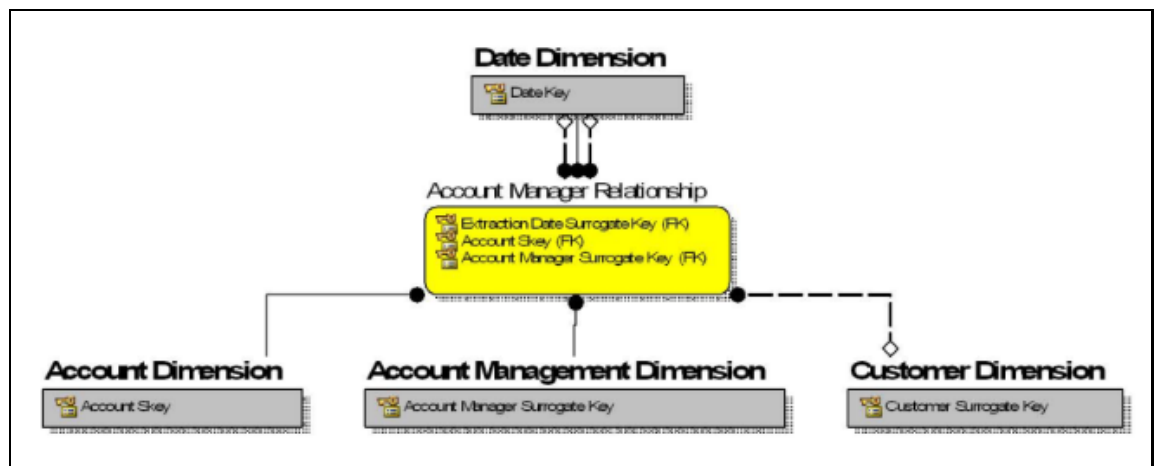 Date Dimension
Date Key
Account Manager Relationship
Extraction Date Surrogate Key (FK)
Account Skey (FK)
Account Manager Surrogate Key (FK)
Account Dimension
Account Skey
Account Management Dimension
Account Manager Surrogate Key
Customer Dimension
Customer Surrogate Key